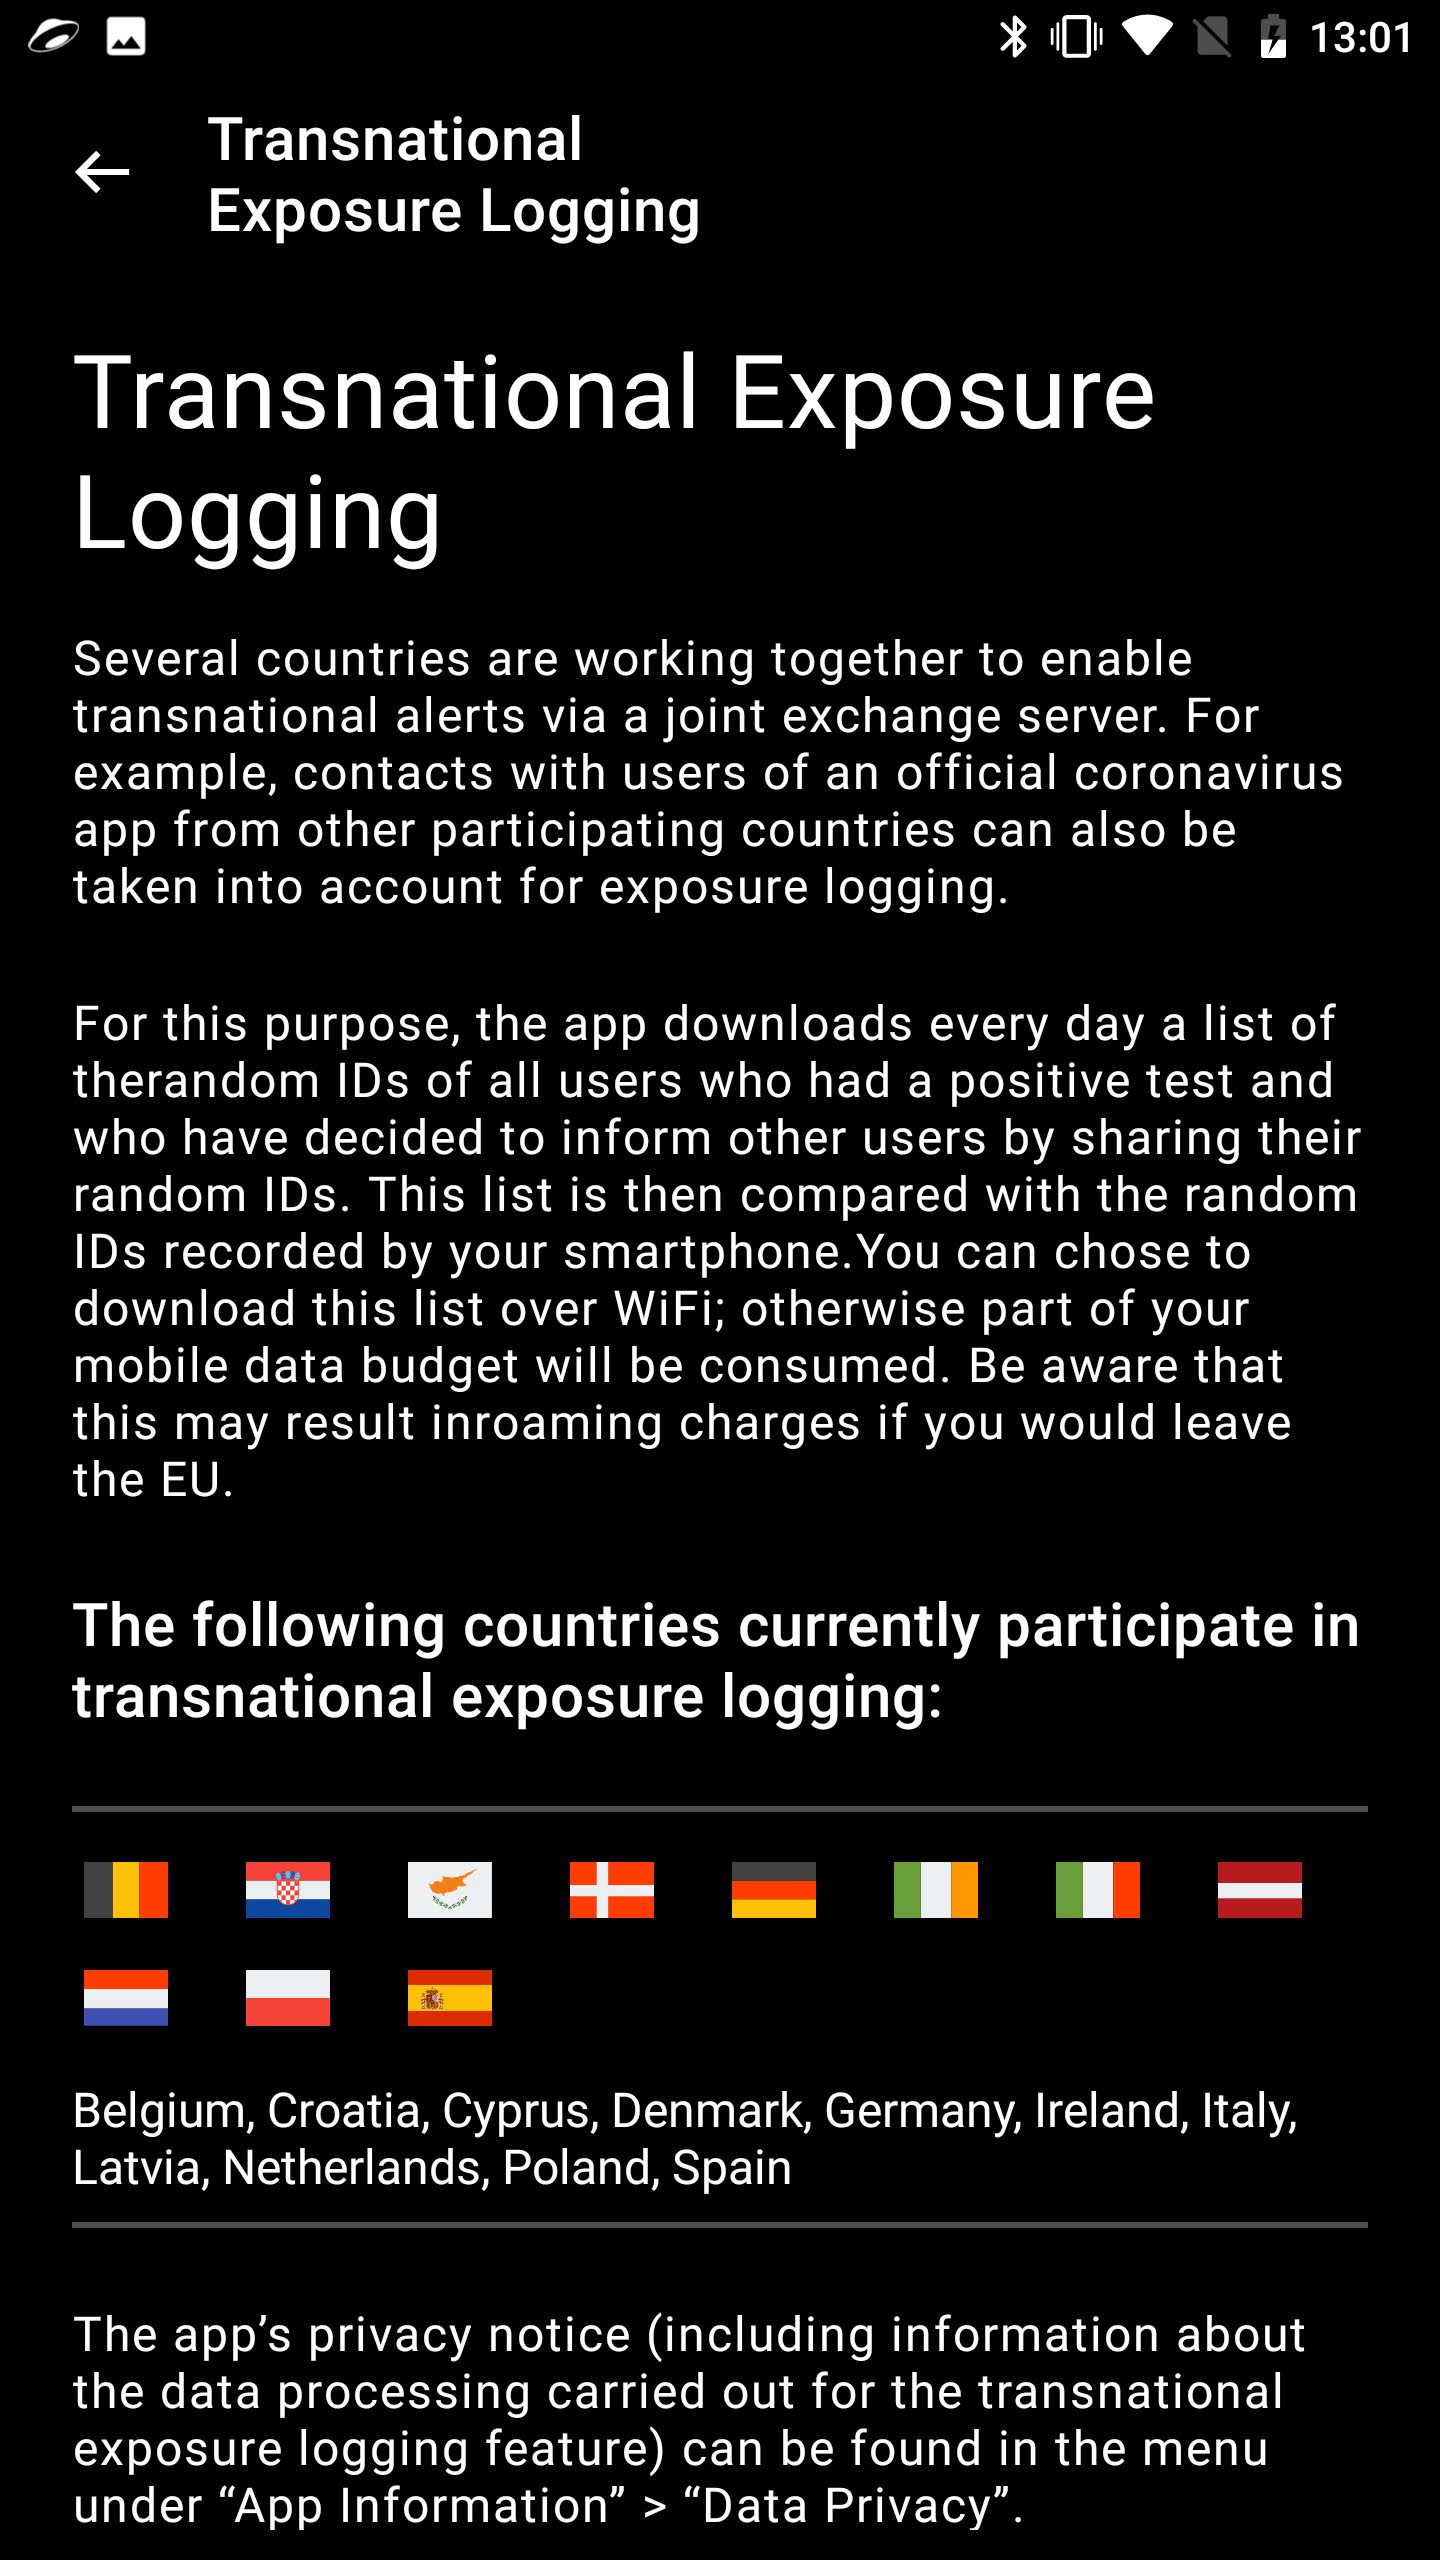 13:01
Transnational
Exposure Logging
Transnational Exposure
Logging
Several countries are working together to enable
transnational alerts via a joint exchange server. For
example, contacts with users of an official coronavirus
app from other participating countries can also be
taken into account for exposure logging.
For this purpose, the app downloads every day a list of
therandom IDs of all users who had a positive test and
who have decided to inform other users by sharing their
random IDs. This list is then compared with the random
IDs recorded by your smartphone.You can chose to
download this list over WiFi; otherwise part of your
mobile data budget will be consumed. Be aware that
this may result inroaming charges if you would leave
the EU.
The following countries currently participate in
transnational exposure logging:
Belgium, Croatia, Cyprus, Denmark, Germany, Ireland, Italy,
Latvia, Netherlands, Poland, Spain
The app’s privacy notice (including information about
the data processing carried out for the transnational
exposure logging feature) can be found in the menu
under “App Information” > “Data Privacy”.